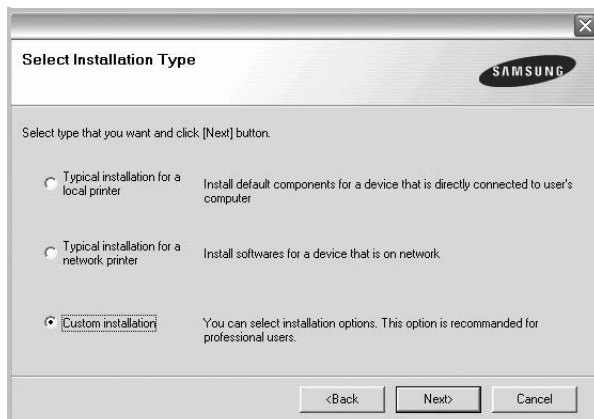 Select Installation Type
SAMSUNG
Select type that you want and click [Next] button.
Typical installation for a
local printer
Install default components for a device that is directly connected to user's
computer
Typical installation for a
network printer
Install softwares for a device that is on network
Custom installation
You can select installation options. This option is recommanded for
professional users.
<Back
Next>
Cancel